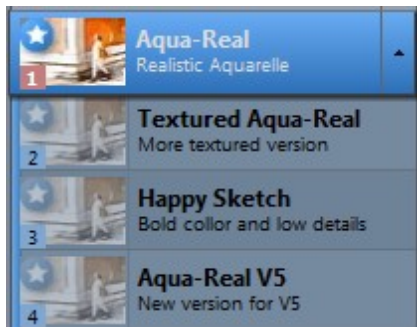 Aqua-Real
Realistic Aquarelle
1
Textured Aqua-Real
More textured version
2
Happy Sketch
Bold collor and low details
3
Aqua-Real V5
New version for V5
4